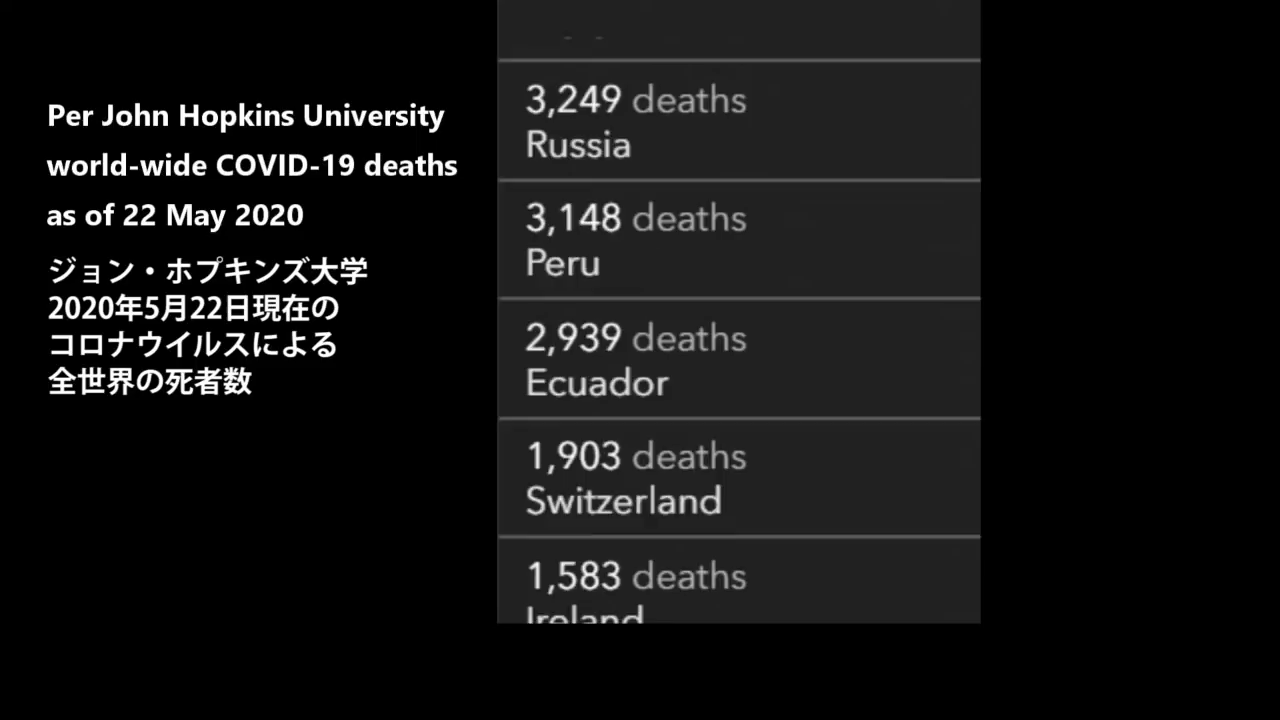 Per John Hopkins University
world-wide COVID-19 deaths
as of 22 May 2020
ジョン・ホプキンズ大学
2020年5月22日現在の
コロナウイルスによる
全世界の死者数
3,249 deaths
Russia
3,148 deaths
Peru
2,939 deaths
Ecuador
1,903 deaths
Switzerland
1,583 deaths
Ireland